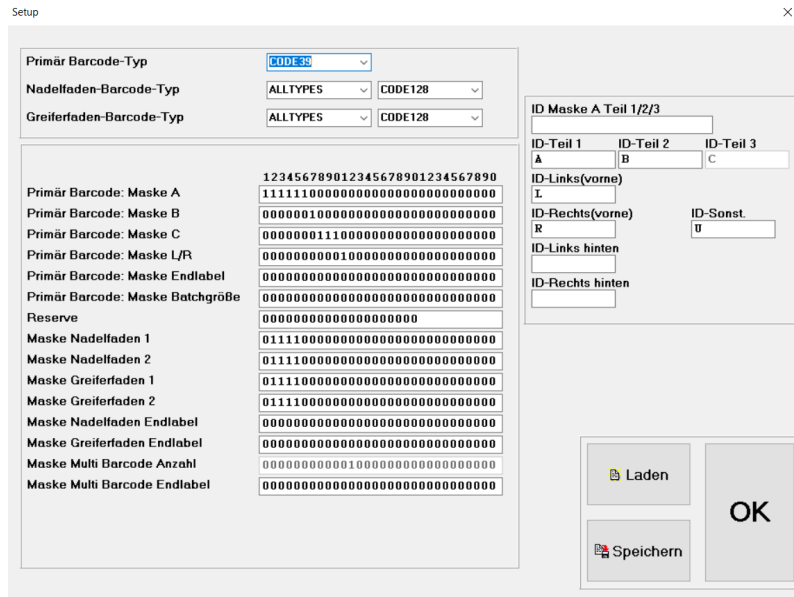 Setup
Primär Barcode-Typ CODE39
Nadelfaden-Barcode-Typ ALLTYPES CODE128
Greiferfaden-Barcode-Typ ALLTYPES CODE128
123456789012345678901234567890
Primär Barcode: Maske A 111111000000000000000000000000
Primär Barcode: Maske B 000000100000000000000000000000
Primär Barcode: Maske C 000000011100000000000000000000
Primär Barcode: Maske L/R 000000000010000000000000000000
Primär Barcode: Maske Endlabel 000000000000000000000000000000
Primär Barcode: Maske Batchgröße 000000000000000000000000000000
Reserve 00000000000000000000
Maske Nadelfaden 1 011110000000000000000000000000
Maske Nadelfaden 2 011110000000000000000000000000
Maske Greiferfaden 1 011110000000000000000000000000
Maske Greiferfaden 2 011110000000000000000000000000
Maske Nadelfaden Endlabel 000000000000000000000000000000
Maske Greiferfaden Endlabel 000000000000000000000000000000
Maske Multi Barcode Anzahl 000000000001000000000000000000
Maske Multi Barcode Endlabel 000000000000000000000000000000
ID Maske A Teil 1/2/3
ID-Teil 1 ID-Teil 2 ID-Teil 3
A B C
ID-Links(vorne)
L
ID-Rechts(vorne) ID-Sonst.
R U
ID-Links hinten
ID-Rechts hinten
Laden
Speichern
OK